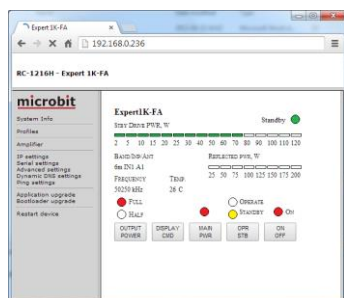 Expert1K-FA
192.168.0.236
RC-1216H - Expert 1K-FA
microbit
System Info
Profiles
Amplifier
IP settings
Serial settings
Advanced settings
Dynamic DNS settings
Ping settings
Application upgrade
Bootloader upgrade
Restart device
Expert1K-FA
Standby
Stby Drive PWR, W
2 5 10 15 20 30 40 50 60 70 80 90 100 110 120
Band/In/Ant
6m IN1 A1
Reflected PWR, W
25 50 75 100 125 150 175 200
Frequency Temp.
50250 kHz 26 C
Full
Half
Operate
Standby
On
OUTPUT POWER
DISPLAY CMD
MAIN PWR
OPR STB
ON OFF